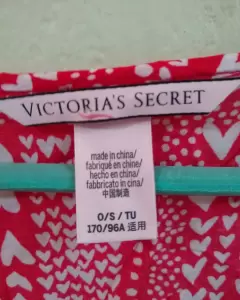 VICTORIA'S SECRET
made in china/
fabriqué en chine/
hecho en china/
fabbricato in cina/
中国制造
O/S / TU
170/96A 适用